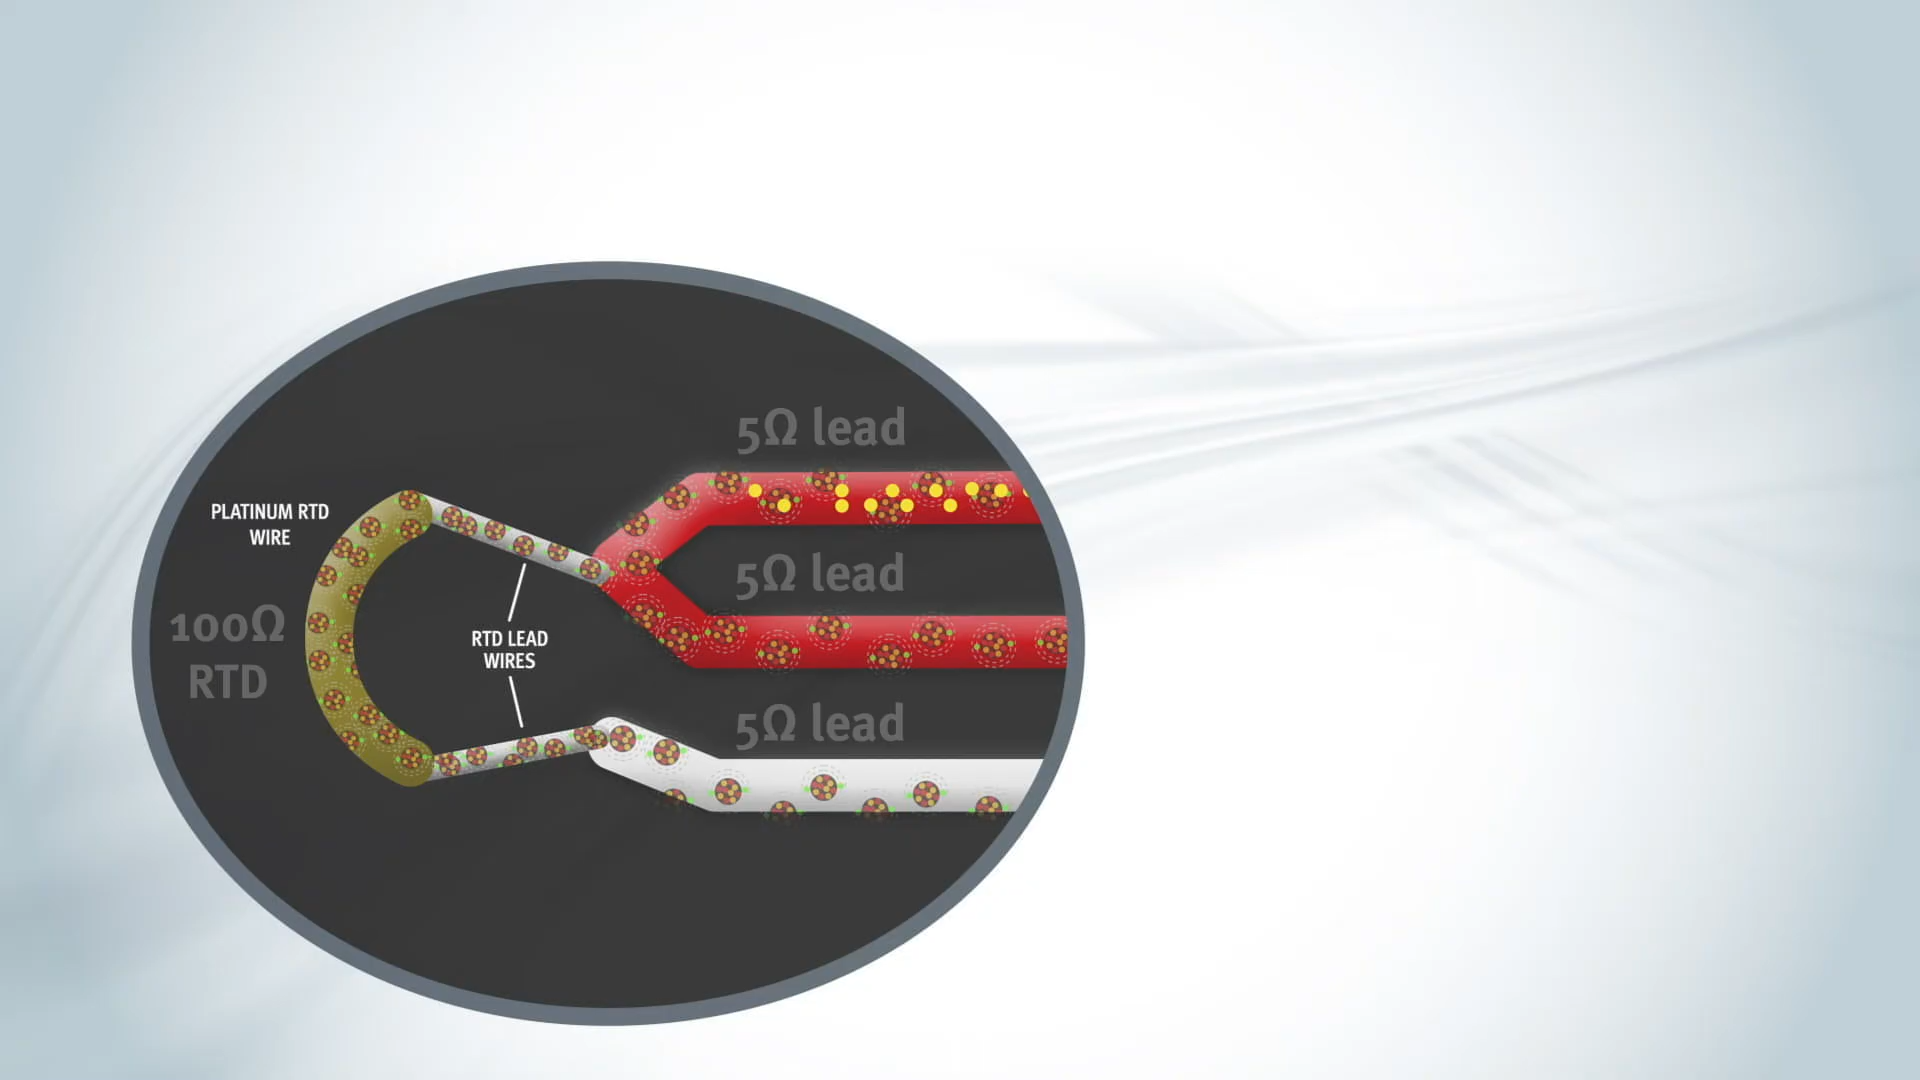 5Ω lead
PLATINUM RTD
WIRE
5Ω lead
100Ω
RTD
RTD LEAD
WIRES
5Ω lead